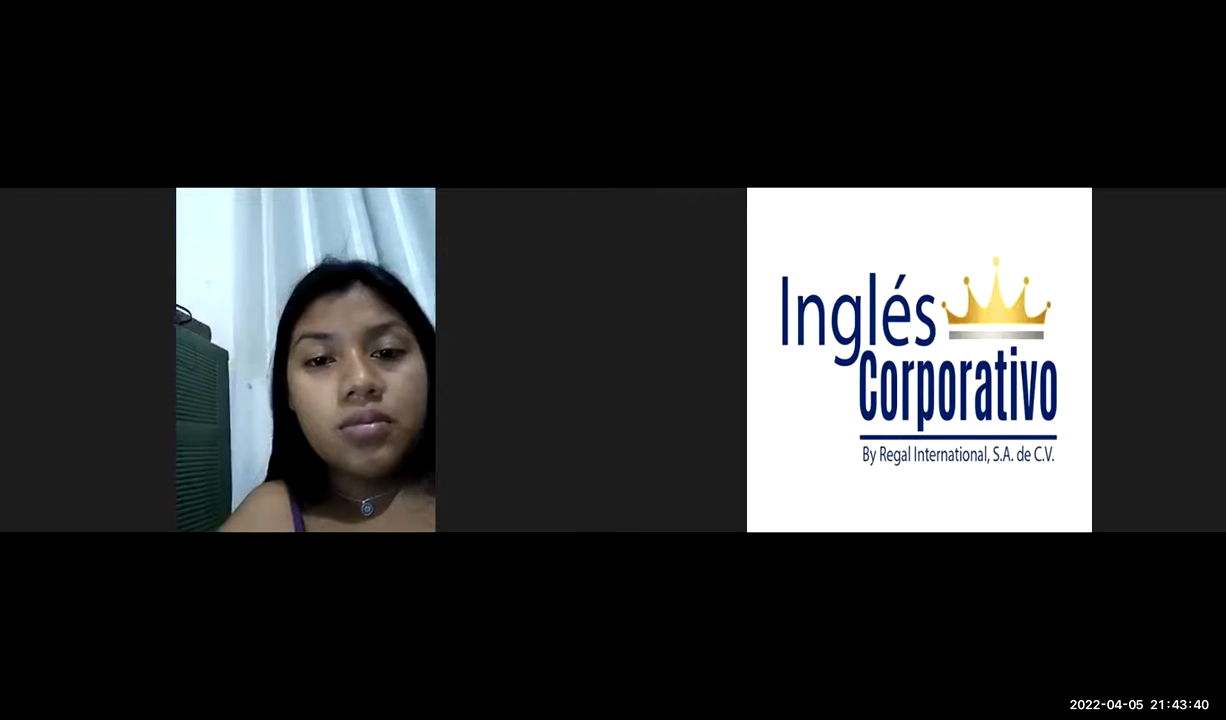 Inglés
Corporativo
By Regal International, S.A. de C.V.
2022-04-05 21:43:40